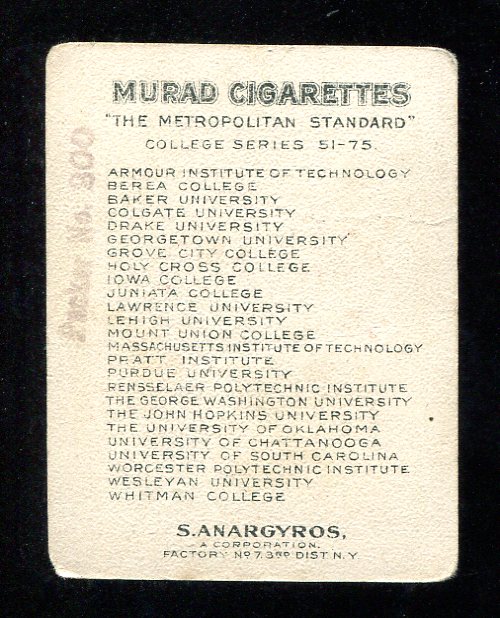 MURAD CIGARETTES
"THE METROPOLITAN STANDARD"
COLLEGE SERIES 51-75.
ARMOUR INSTITUTE OF TECHNOLOGY
BEREA COLLEGE
BAKER UNIVERSITY
COLGATE UNIVERSITY
DRAKE UNIVERSITY
GEORGETOWN UNIVERSITY
GROVE CITY COLLEGE
HOLY CROSS COLLEGE
IOWA COLLEGE
JUNIATA COLLEGE
LAWRENCE UNIVERSITY
LEHIGH UNIVERSITY
MOUNT UNION COLLEGE
MASSACHUSETTS INSTITUTE OF TECHNOLOGY
PRATT INSTITUTE
PURDUE UNIVERSITY
RENSSELAER POLYTECHNIC INSTITUTE
THE GEORGE WASHINGTON UNIVERSITY
THE JOHN HOPKINS UNIVERSITY
THE UNIVERSITY OF OKLAHOMA
UNIVERSITY OF CHATTANOOGA
UNIVERSITY OF SOUTH CAROLINA
WORCESTER POLYTECHNIC INSTITUTE
WESLEYAN UNIVERSITY
WHITMAN COLLEGE
S. ANARGYROS,
A CORPORATION.
FACTORY Nº 7. 3RD DIST. N.Y.
No. 300